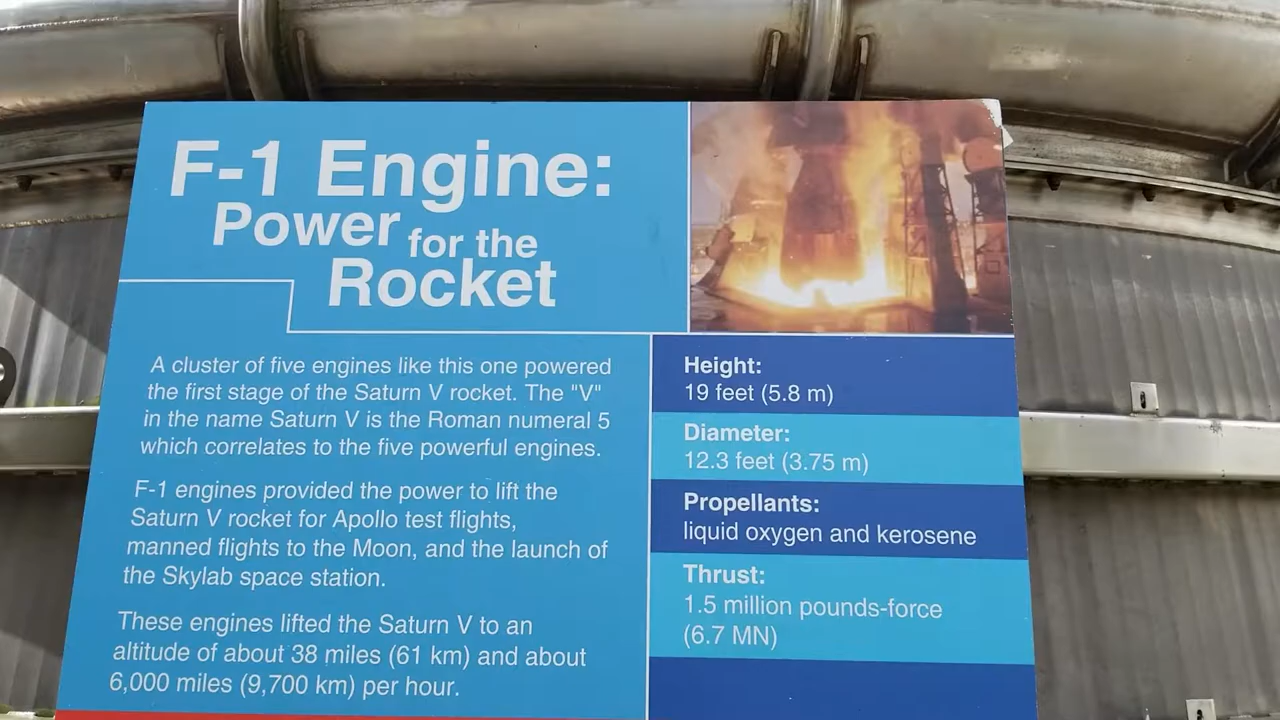 F-1 Engine:
Power for the
Rocket
A cluster of five engines like this one powered
the first stage of the Saturn V rocket. The "V"
in the name Saturn V is the Roman numeral 5
which correlates to the five powerful engines.
F-1 engines provided the power to lift the
Saturn V rocket for Apollo test flights,
manned flights to the Moon, and the launch of
the Skylab space station.
These engines lifted the Saturn V to an
altitude of about 38 miles (61 km) and about
6,000 miles (9,700 km) per hour.
Height:
19 feet (5.8 m)
Diameter:
12.3 feet (3.75 m)
Propellants:
liquid oxygen and kerosene
Thrust:
1.5 million pounds-force
(6.7 MN)